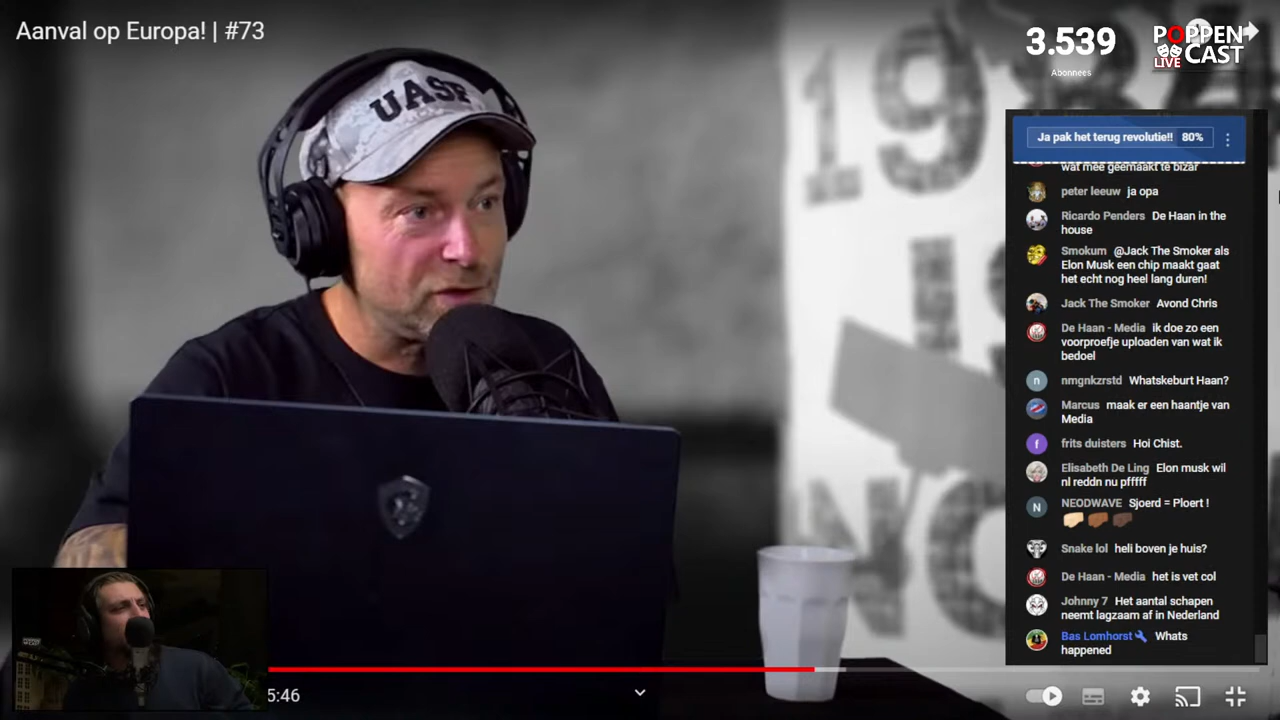 Aanval op Europa! | #73
3.539
Abonnees
POPPEN
LIVE CAST
UASF
1984
NO
Ja pak het terug revolutie!! 80%
wat mee geemaakt te bizar
peter leeuw ja opa
Ricardo Penders De Haan in the
house
Smokum @Jack The Smoker als
Elon Musk een chip maakt gaat
het echt nog heel lang duren!
Jack The Smoker Avond Chris
De Haan - Media ik doe zo een
voorproefje uploaden van wat ik
bedoel
n nmgnkzrstd Whatskeburt Haan?
Marcus maak er een haantje van
Media
f frits duisters Hoi Chist.
Elisabeth De Ling Elon musk wil
nl reddn nu pfffff
N NEODWAVE Sjoerd = Ploert !
Snake lol heli boven je huis?
De Haan - Media het is vet col
Johnny 7 Het aantal schapen
neemt lagzaam af in Nederland
Bas Lomhorst Whats
happened
5:46